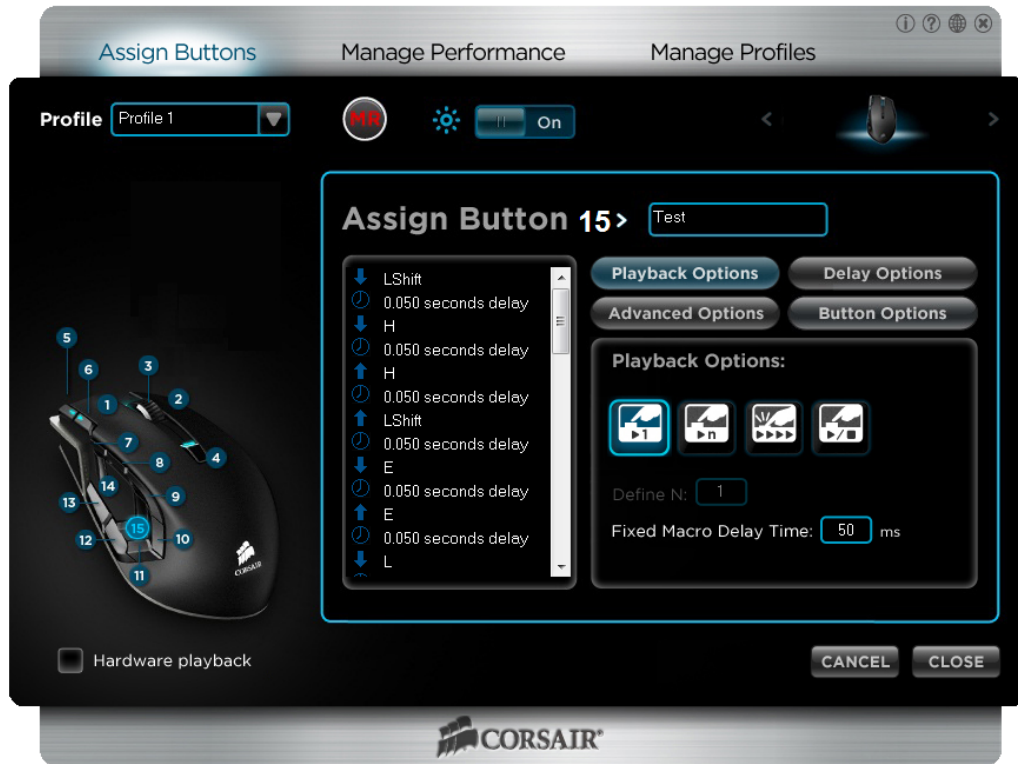 Assign Buttons Manage Performance Manage Profiles
Profile Profile 1 MR On
Assign Button 15> Test
LShift
0.050 seconds delay
H
0.050 seconds delay
H
0.050 seconds delay
LShift
0.050 seconds delay
E
0.050 seconds delay
E
0.050 seconds delay
L
Playback Options Delay Options
Advanced Options Button Options
Playback Options:
1 n
Define N: 1
Fixed Macro Delay Time: 50 ms
5
6
3
1
2
7
4
8
14
9
13
15
12
10
11
CORSAIR
Hardware playback
CANCEL CLOSE
CORSAIR